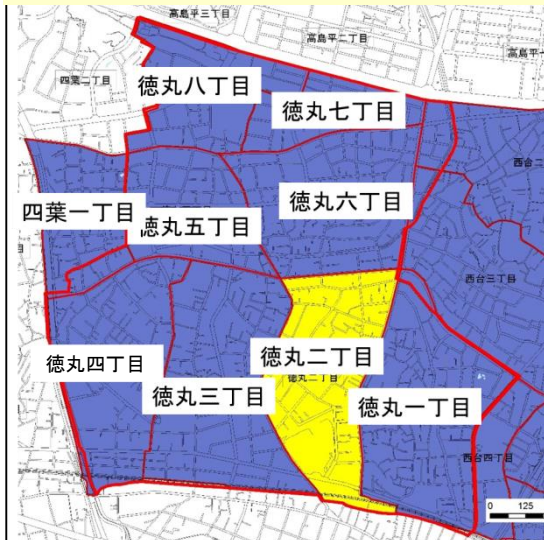 高島平三丁目
高島平二丁目
高島平一
四葉二丁目
徳丸八丁目
徳丸七丁目
西台二
四葉一丁目
徳丸五丁目
徳丸六丁目
西台三丁目
徳丸四丁目
徳丸三丁目
徳丸二丁目
徳丸二丁目
徳丸一丁目
西台四丁目
0 125